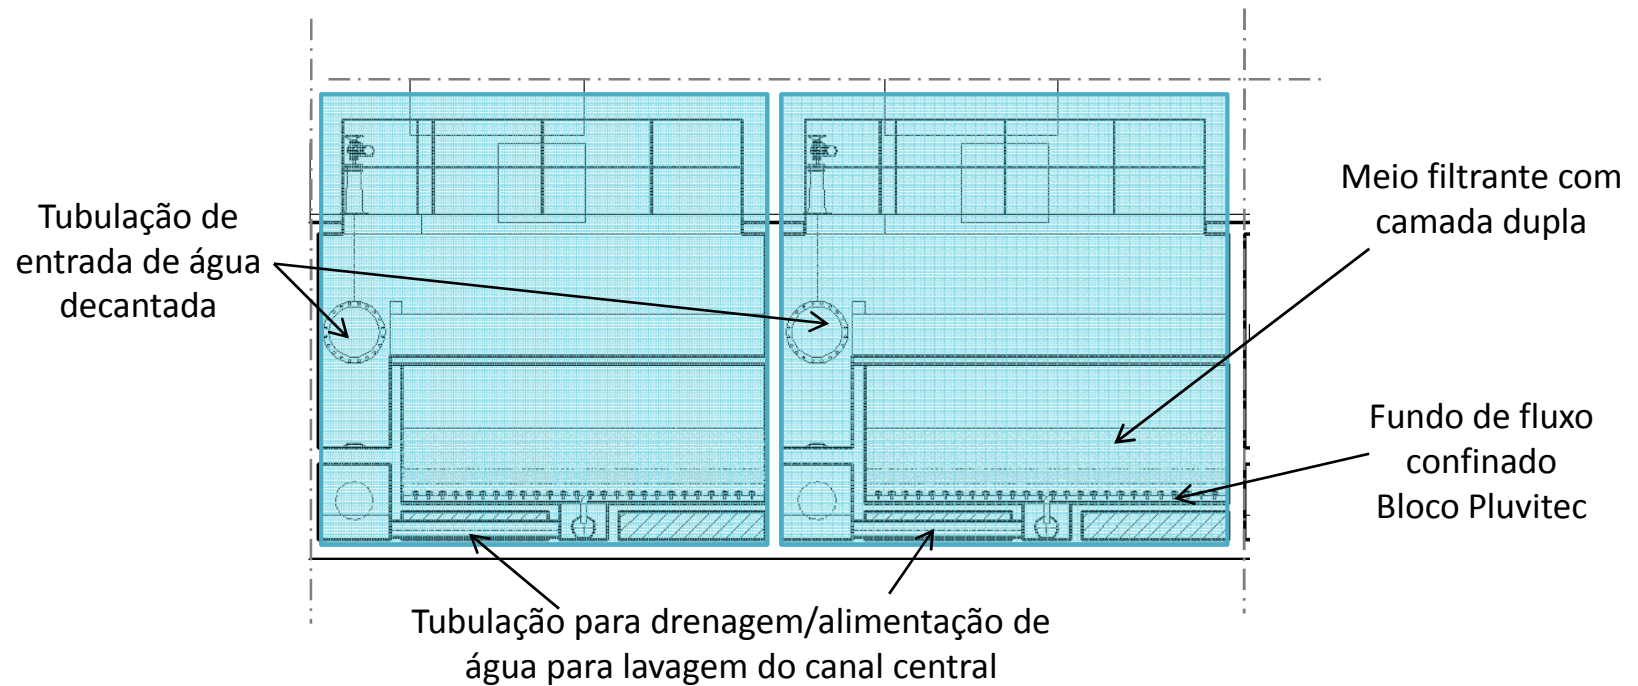 Tubulação de
entrada de água
decantada
Meio filtrante com
camada dupla
Fundo de fluxo
confinado
Bloco Pluvitec
Tubulação para drenagem/alimentação de
água para lavagem do canal central